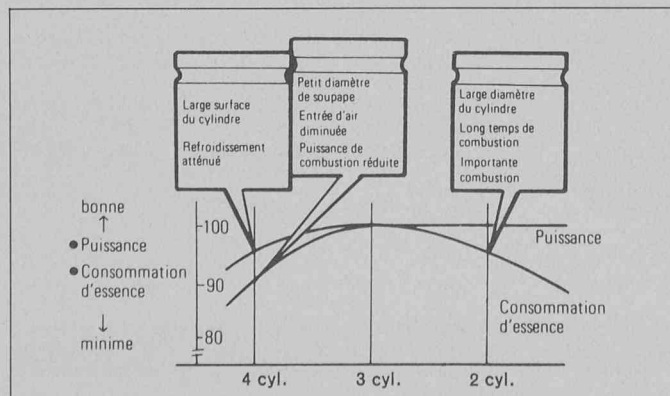 Large surface
du cylindre
Refroidissement
atténué
Petit diamètre
de soupape
Entrée d'air
diminuée
Puissance de
combustion réduite
Large diamètre
du cylindre
Long temps de
combustion
Importante
combustion
bonne
↑
● Puissance
● Consommation
d'essence
↓
minime
100
90
80
Puissance
Consommation
d'essence
4 cyl.
3 cyl.
2 cyl.